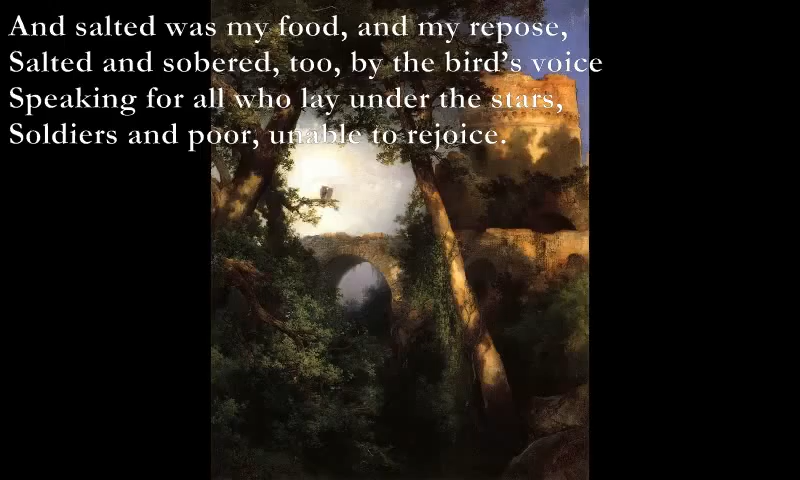 And salted was my food, and my repose,
Salted and sobered, too, by the bird’s voice
Speaking for all who lay under the stars,
Soldiers and poor, unable to rejoice.